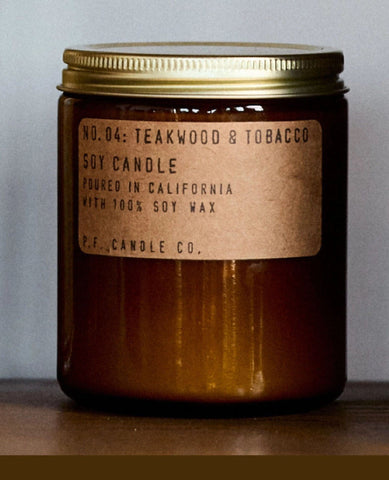 NO. 04: TEAKWOOD & TOBACCO
SOY CANDLE
POURED IN CALIFORNIA
WITH 100% SOY WAX
P.F. CANDLE CO.